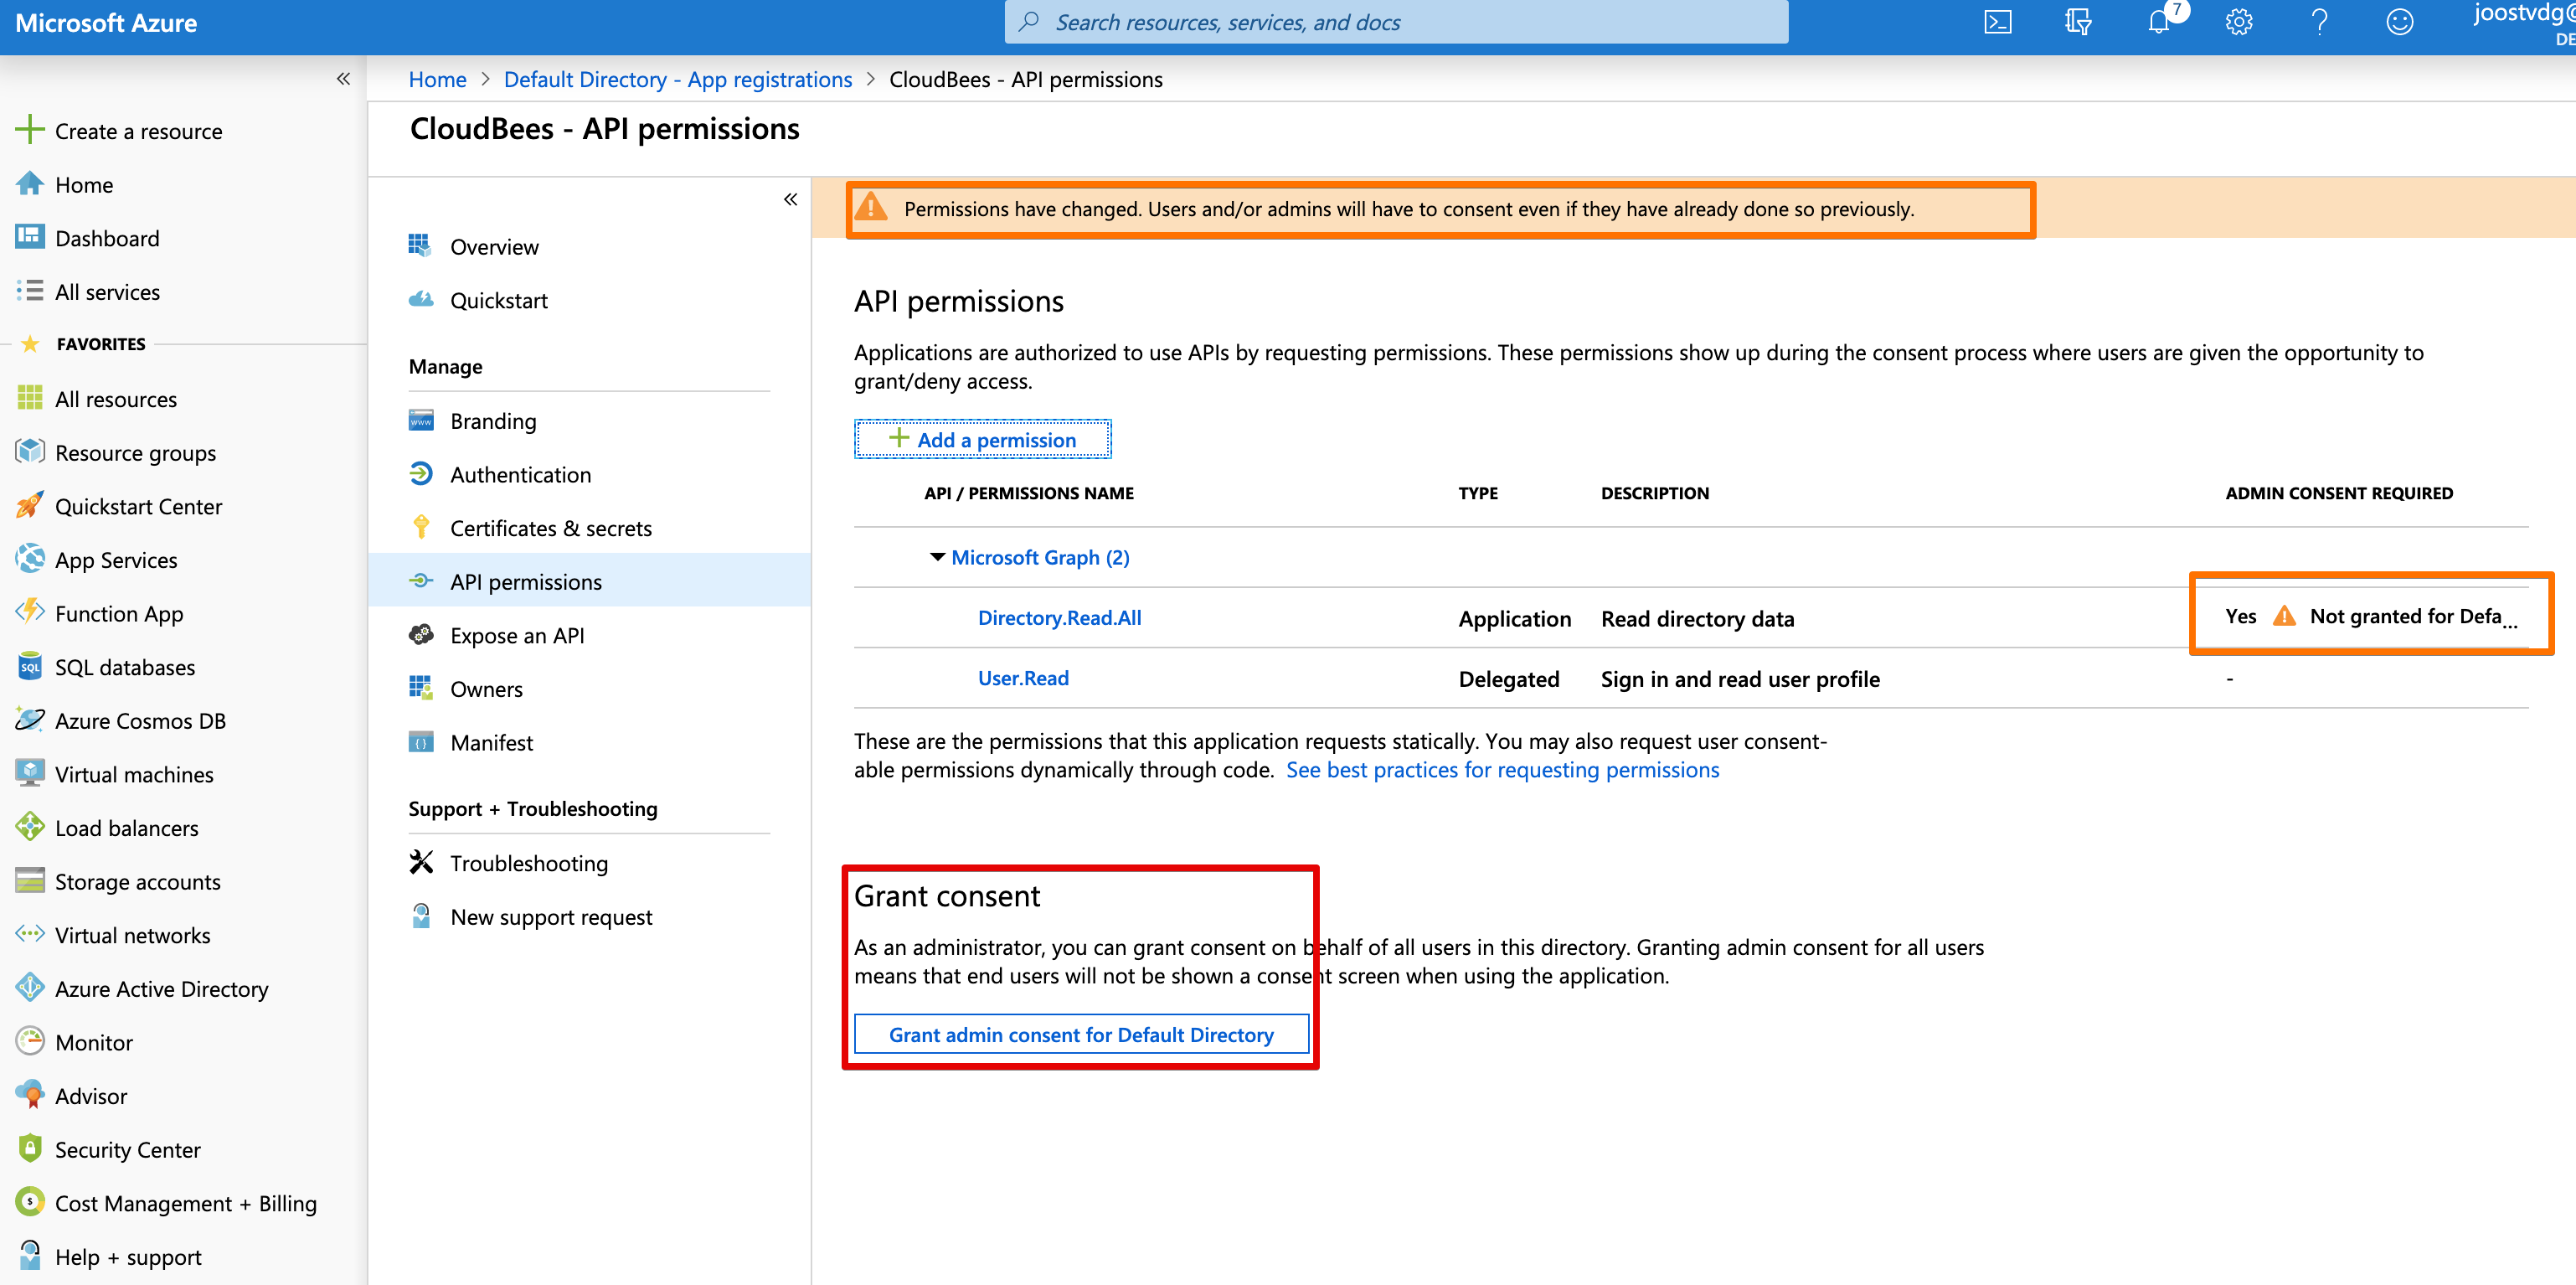 Microsoft Azure
Search resources, services, and docs
7
joostvdg@
DE
Home > Default Directory - App registrations > CloudBees - API permissions
CloudBees - API permissions
Create a resource
Home
Dashboard
All services
FAVORITES
All resources
Resource groups
Quickstart Center
App Services
Function App
SQL
SQL databases
Azure Cosmos DB
Virtual machines
Load balancers
Storage accounts
Virtual networks
Azure Active Directory
Monitor
Advisor
Security Center
Cost Management + Billing
Help + support
Overview
Quickstart
Manage
www
Branding
Authentication
Certificates & secrets
API permissions
Expose an API
Owners
Manifest
Support + Troubleshooting
Troubleshooting
New support request
Permissions have changed. Users and/or admins will have to consent even if they have already done so previously.
API permissions
Applications are authorized to use APIs by requesting permissions. These permissions show up during the consent process where users are given the opportunity to
grant/deny access.
Add a permission
API / PERMISSIONS NAME TYPE DESCRIPTION ADMIN CONSENT REQUIRED
Microsoft Graph (2)
Directory.Read.All Application Read directory data Yes Not granted for Defa...
User.Read Delegated Sign in and read user profile -
These are the permissions that this application requests statically. You may also request user consent-
able permissions dynamically through code. See best practices for requesting permissions
Grant consent
As an administrator, you can grant consent on behalf of all users in this directory. Granting admin consent for all users
means that end users will not be shown a consent screen when using the application.
Grant admin consent for Default Directory